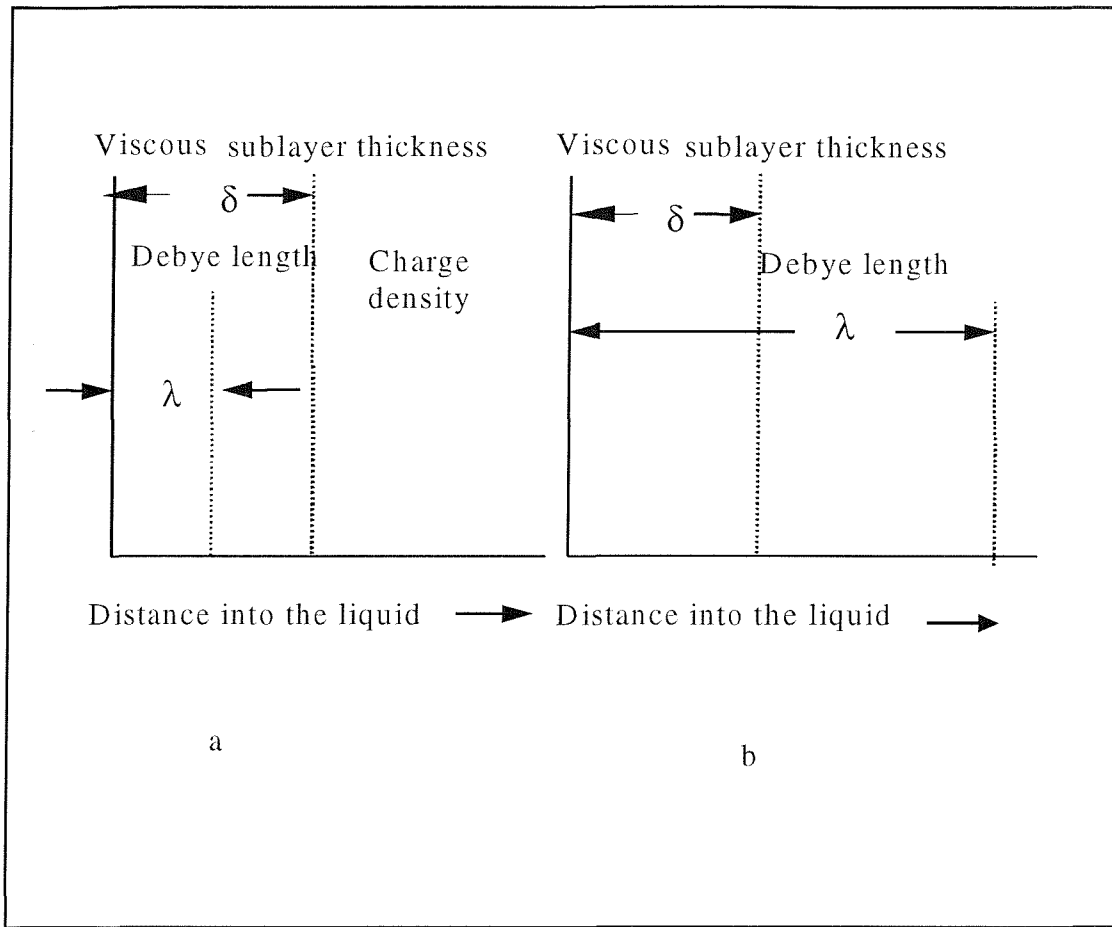 Viscous sublayer thickness
δ
Debye length
Charge
density
λ
Distance into the liquid
a
Viscous sublayer thickness
δ
Debye length
λ
Distance into the liquid
b